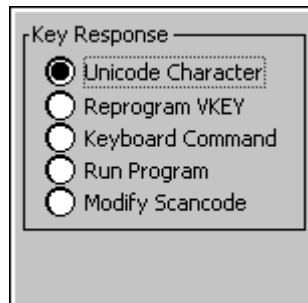 Key Response
Unicode Character
Reprogram VKEY
Keyboard Command
Run Program
Modify Scancode